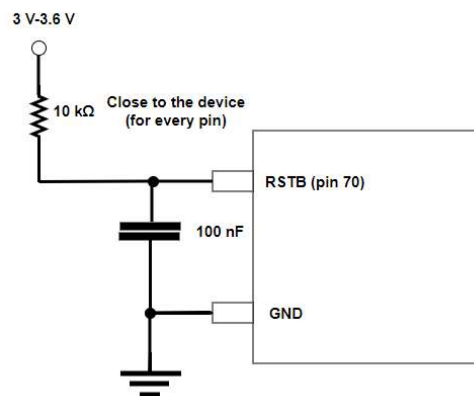 3 V-3.6 V
10 kΩ
Close to the device
(for every pin)
RSTB (pin 70)
100 nF
GND